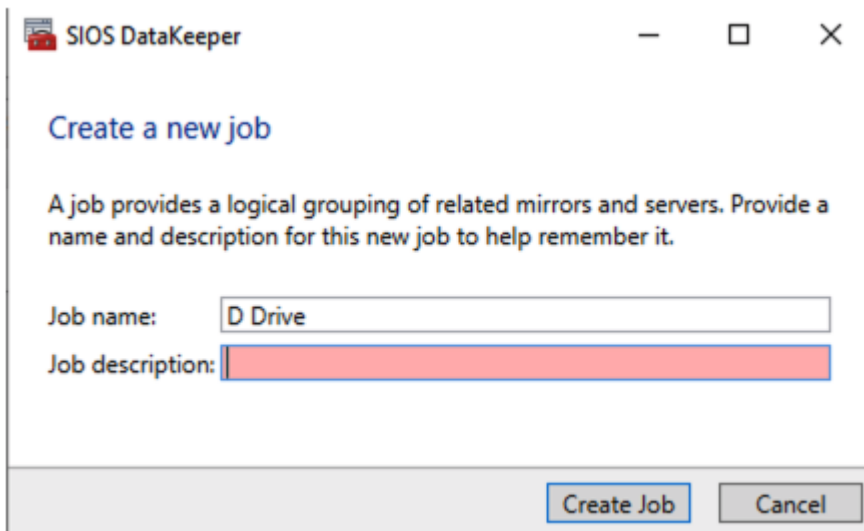 SIOS DataKeeper
Create a new job
A job provides a logical grouping of related mirrors and servers. Provide a
name and description for this new job to help remember it.
Job name: D Drive
Job description:
Create Job Cancel